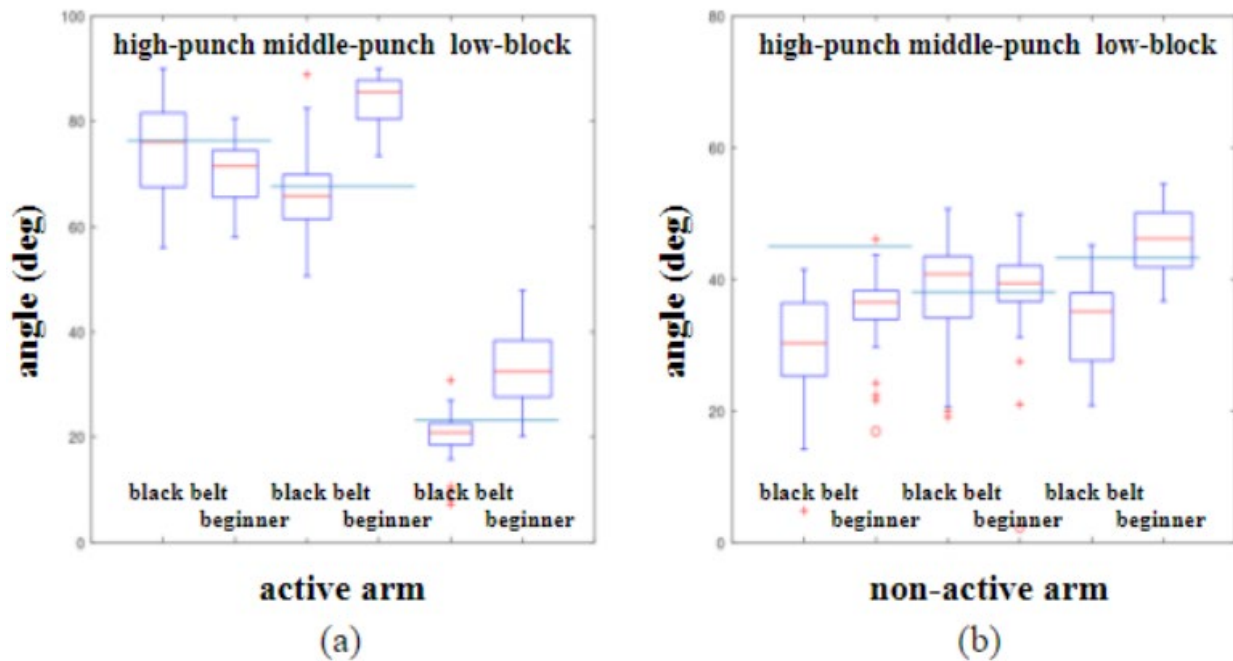 100
high-punch middle-punch low-block
80
60
40
20
0
angle (deg)
black belt black belt black belt
beginner beginner beginner
active arm
(a)
80
high-punch middle-punch low-block
60
40
20
0
angle (deg)
black belt black belt black belt
beginner beginner beginner
non-active arm
(b)